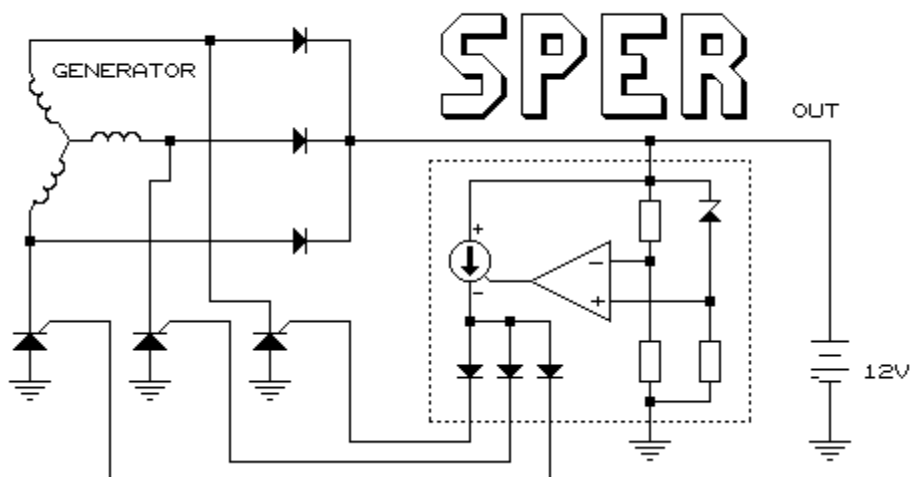 SPER
GENERATOR
OUT
+
−
−
+
12V